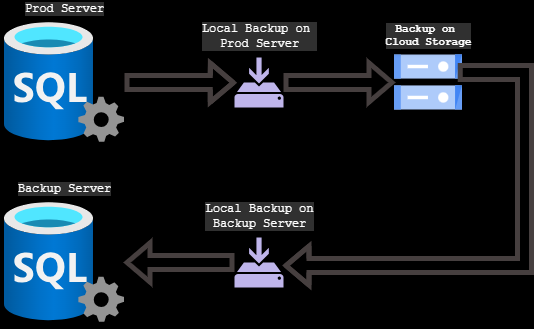 Prod Server
SQL
Local Backup on
Prod Server
Backup on
Cloud Storage
Backup Server
SQL
Local Backup on
Backup Server